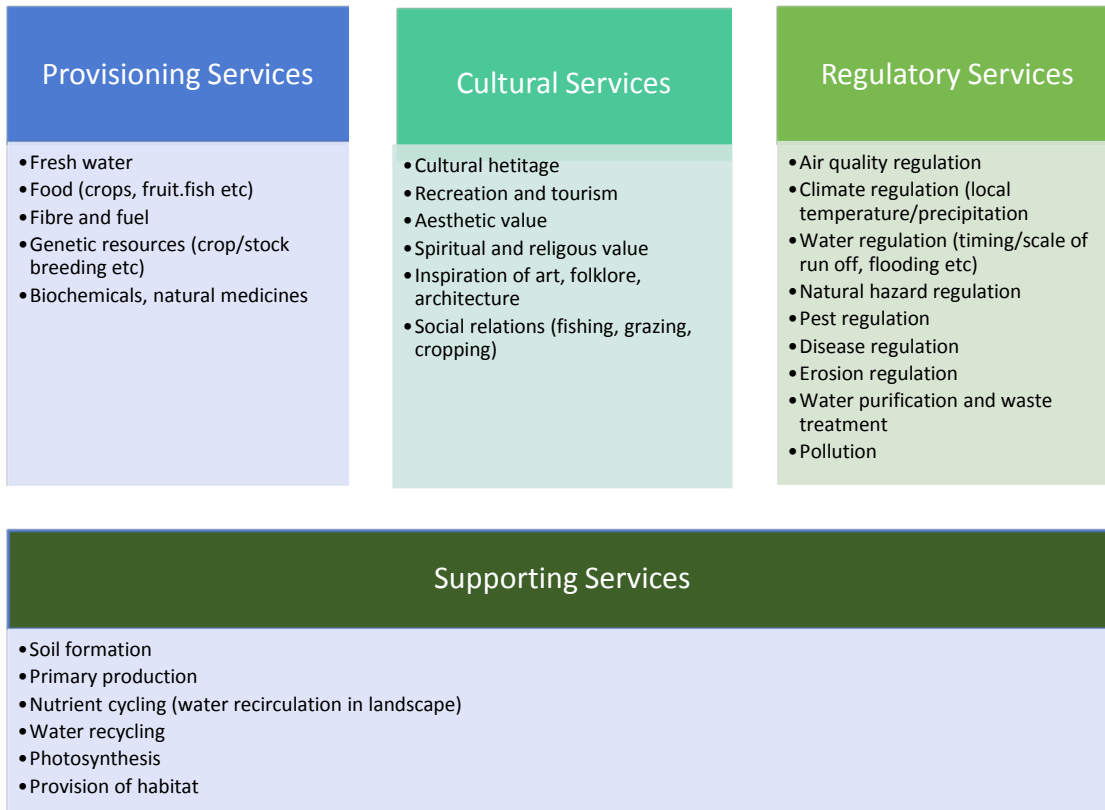 Provisioning Services
•Fresh water
•Food (crops, fruit.fish etc)
•Fibre and fuel
•Genetic resources (crop/stock
breeding etc)
•Biochemicals, natural medicines
Cultural Services
•Cultural hetitage
•Recreation and tourism
•Aesthetic value
•Spiritual and religous value
•Inspiration of art, folklore,
architecture
•Social relations (fishing, grazing,
cropping)
Regulatory Services
•Air quality regulation
•Climate regulation (local
temperature/precipitation
•Water regulation (timing/scale of
run off, flooding etc)
•Natural hazard regulation
•Pest regulation
•Disease regulation
•Erosion regulation
•Water purification and waste
treatment
•Pollution
Supporting Services
•Soil formation
•Primary production
•Nutrient cycling (water recirculation in landscape)
•Water recycling
•Photosynthesis
•Provision of habitat